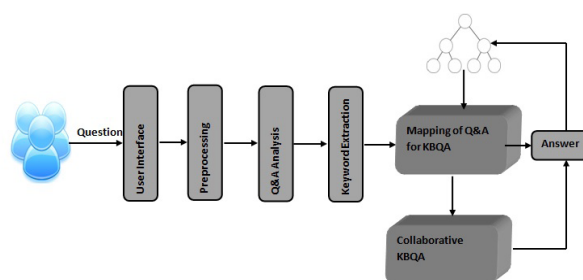 Question
User Interface
Preprocessing
Q&A Analysis
Keyword Extraction
Mapping of Q&A
for KBQA
Answer
Collaborative
KBQA